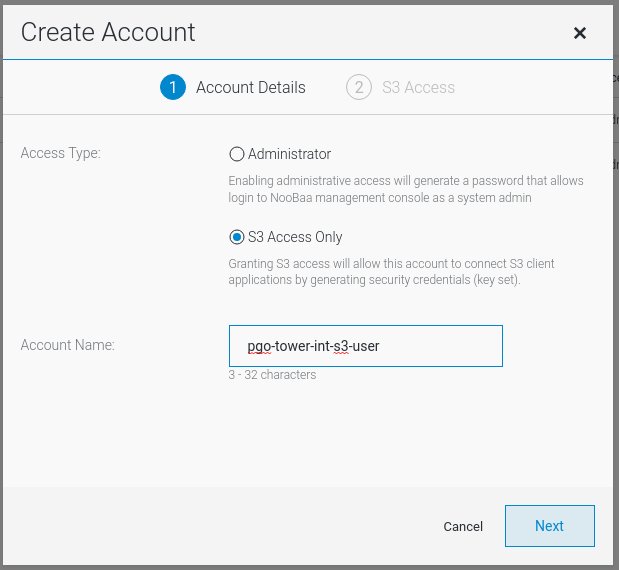 Create Account
1 Account Details 2 S3 Access
Access Type:
Administrator
Enabling administrative access will generate a password that allows
login to NooBaa management console as a system admin
S3 Access Only
Granting S3 access will allow this account to connect S3 client
applications by generating security credentials (key set).
Account Name:
pgo-tower-int-s3-user
3 - 32 characters
Cancel Next